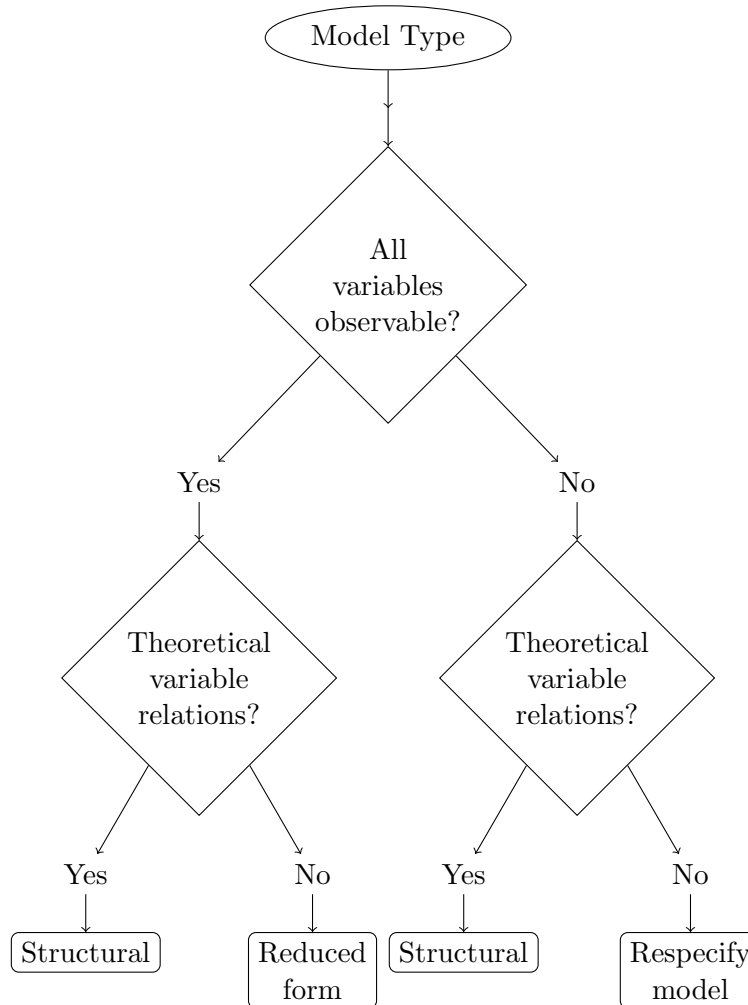 Model Type
All
variables
observable?
Yes
No
Theoretical
variable
relations?
Theoretical
variable
relations?
Yes
No
Yes
No
Structural
Reduced
form
Structural
Respecify
model